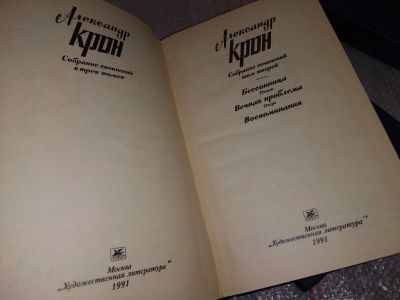 Александр
Крон
Собрание сочинений
в трех томах
Москва
„Художественная литература"
1991
Александр
Крон
Собрание сочинений
том второй
Бессонница
Роман
Вечная проблема
Очерк
Воспоминания
Москва
„Художественная литература"
1991